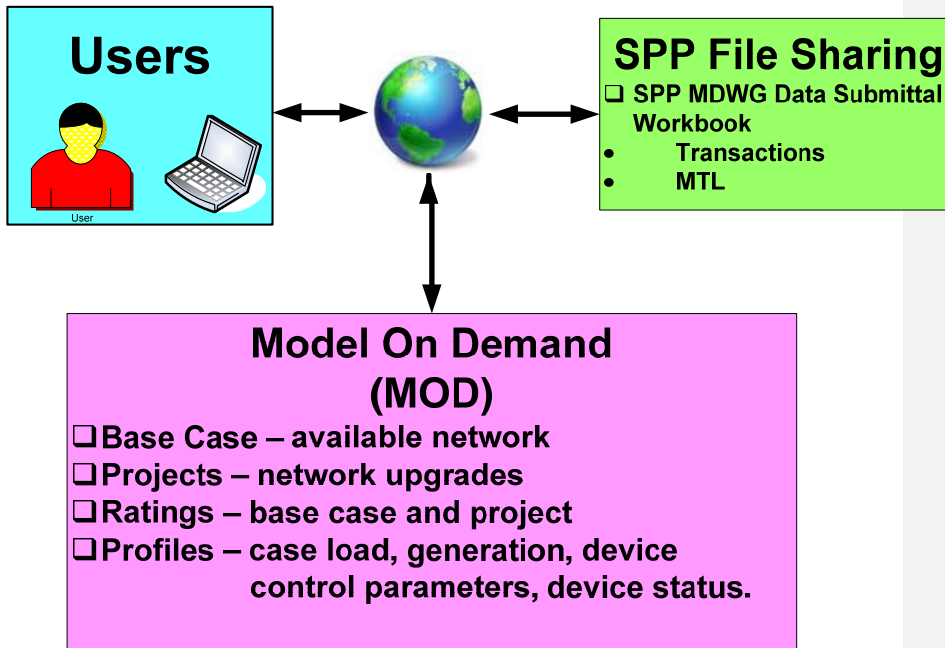 Users
User
SPP File Sharing
❑ SPP MDWG Data Submittal
Workbook
• Transactions
• MTL
Model On Demand
(MOD)
❑Base Case – available network
❑Projects – network upgrades
❑Ratings – base case and project
❑Profiles – case load, generation, device
control parameters, device status.